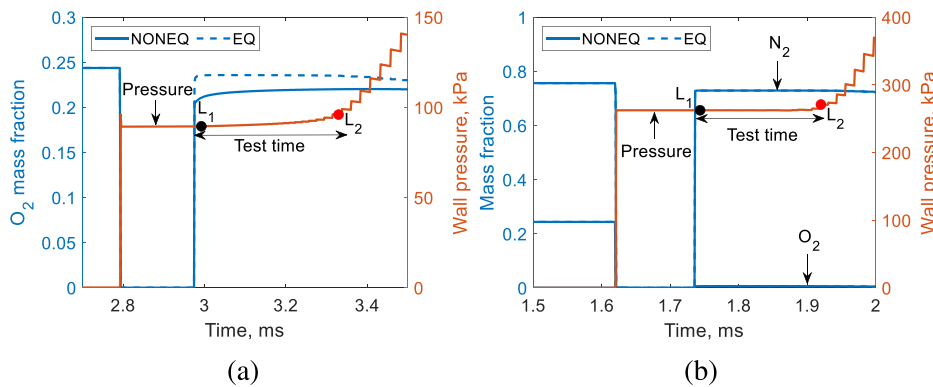 0.3
0.25
0.2
0.15
0.1
0.05
0
O2 mass fraction
NONEQ
EQ
Pressure
L1
L2
Test time
150
100
50
0
Wall pressure, kPa
2.8
3
3.2
3.4
Time, ms
(a)
1
0.8
0.6
0.4
0.2
0
Mass fraction
NONEQ
EQ
N2
L1
L2
Test time
Pressure
O2
400
300
200
100
0
Wall pressure, kPa
1.5
1.6
1.7
1.8
1.9
2
Time, ms
(b)